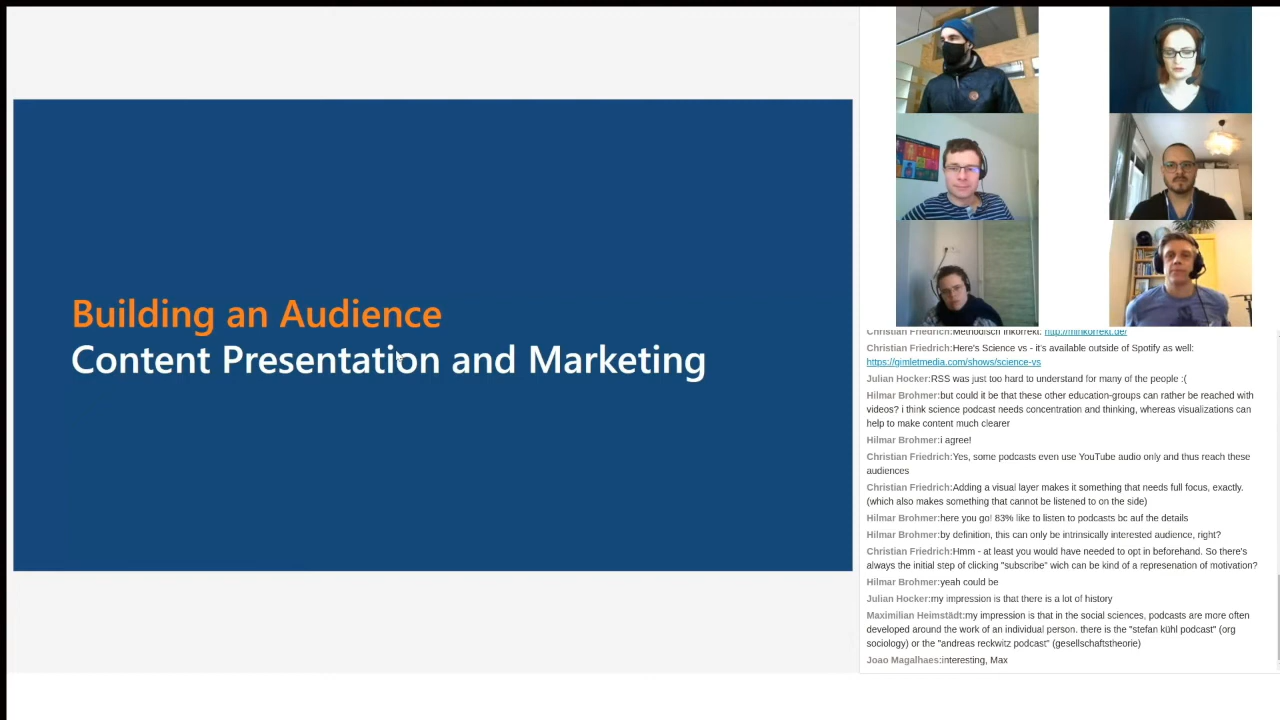 Building an Audience
Content Presentation and Marketing
Christian Friedrich:Methodisch Inkorrekt: http://minkorrekt.de/
Christian Friedrich:Here's Science vs - it's available outside of Spotify as well:
https://gimletmedia.com/shows/science-vs
Julian Hocker:RSS was just too hard to understand for many of the people :(
Hilmar Brohmer:but could it be that these other education-groups can rather be reached with
videos? i think science podcast needs concentration and thinking, whereas visualizations can
help to make content much clearer
Hilmar Brohmer:i agree!
Christian Friedrich:Yes, some podcasts even use YouTube audio only and thus reach these
audiences
Christian Friedrich:Adding a visual layer makes it something that needs full focus, exactly.
(which also makes something that cannot be listened to on the side)
Hilmar Brohmer:here you go! 83% like to listen to podcasts bc auf the details
Hilmar Brohmer:by definition, this can only be intrinsically interested audience, right?
Christian Friedrich:Hmm - at least you would have needed to opt in beforehand. So there's
always the initial step of clicking "subscribe" wich can be kind of a represenation of motivation?
Hilmar Brohmer:yeah could be
Julian Hocker:my impression is that there is a lot of history
Maximilian Heimstädt:my impression is that in the social sciences, podcasts are more often
developed around the work of an individual person. there is the "stefan kühl podcast" (org
sociology) or the "andreas reckwitz podcast" (gesellschaftstheorie)
Joao Magalhaes:interesting, Max